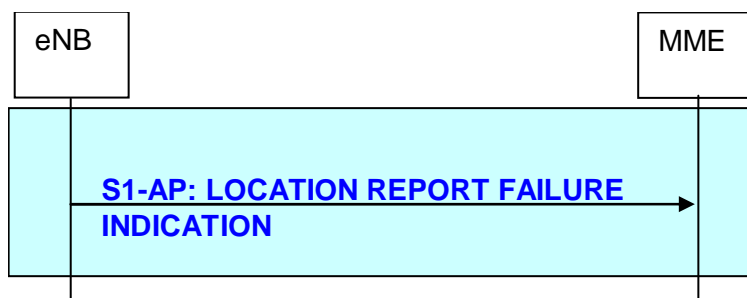 eNB
MME
S1-AP: LOCATION REPORT FAILURE
INDICATION